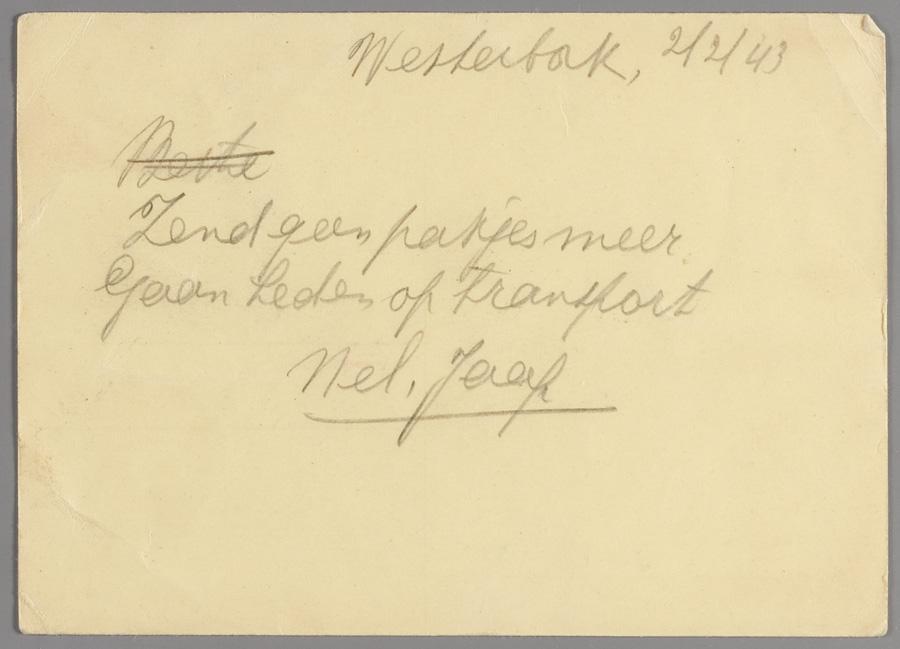 Westerbork, 2/2/43
Beste
Zend geen pakjes meer.
Gaan heden op transport
Nel, Jaap